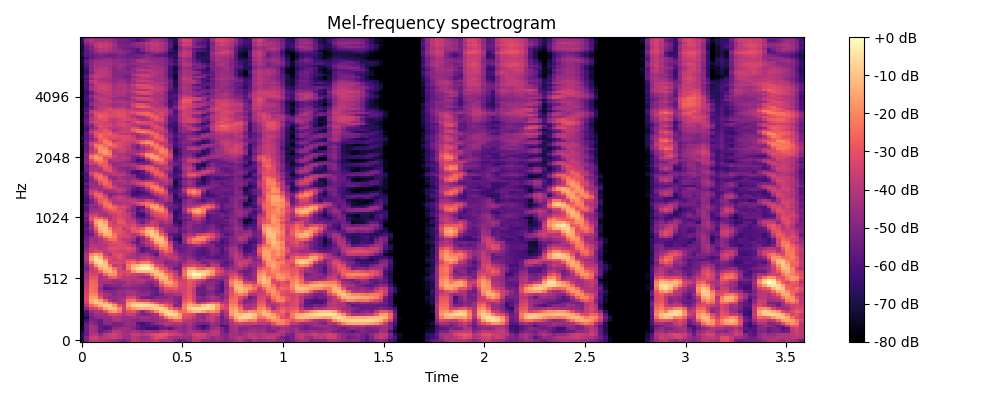 Mel-frequency spectrogram
+0 dB
-10 dB
-20 dB
-30 dB
-40 dB
-50 dB
-60 dB
-70 dB
-80 dB
Hz
4096
2048
1024
512
0
0 0.5 1 1.5 2 2.5 3 3.5
Time